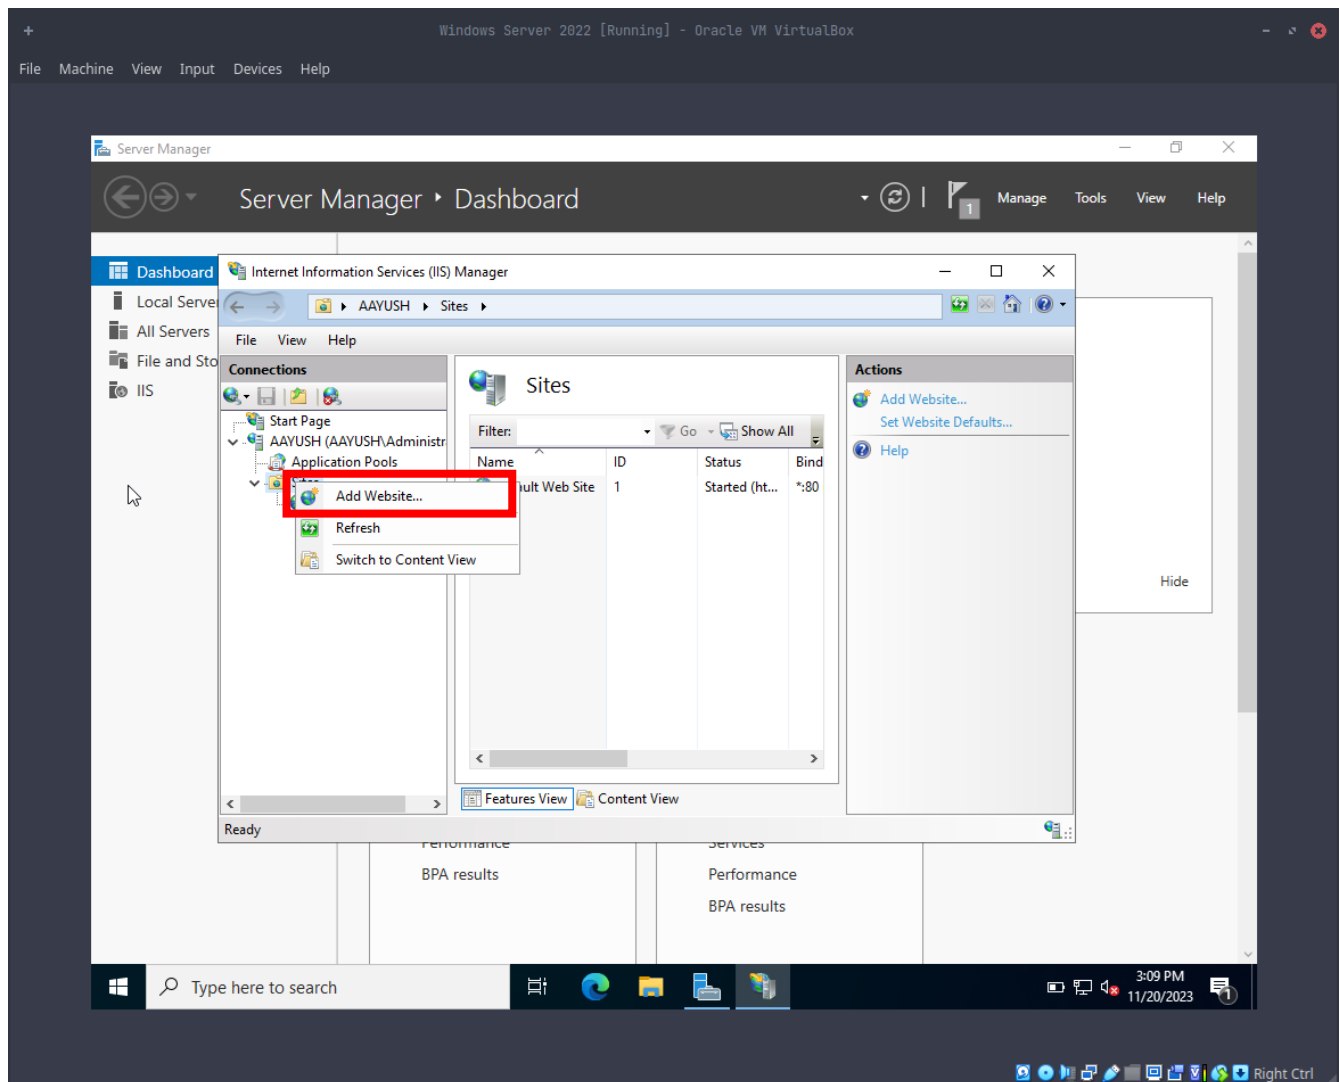 Windows Server 2022 [Running] - Oracle VM VirtualBox
File Machine View Input Devices Help
Server Manager
Server Manager Dashboard
1 Manage Tools View Help
Dashboard
Local Server
All Servers
File and Sto
IIS
Internet Information Services (IIS) Manager
AAYUSH Sites
File View Help
Connections
Start Page
AAYUSH (AAYUSH\Administr
Application Pools
Add Website...
Refresh
Switch to Content View
Sites
Filter: Go Show All
Name ID Status Bind
ult Web Site 1 Started (ht... *:80
Features View Content View
Actions
Add Website...
Set Website Defaults...
Help
Ready
Hide
Performance
BPA results
Services
Performance
BPA results
Type here to search
3:09 PM
11/20/2023
1
Right Ctrl